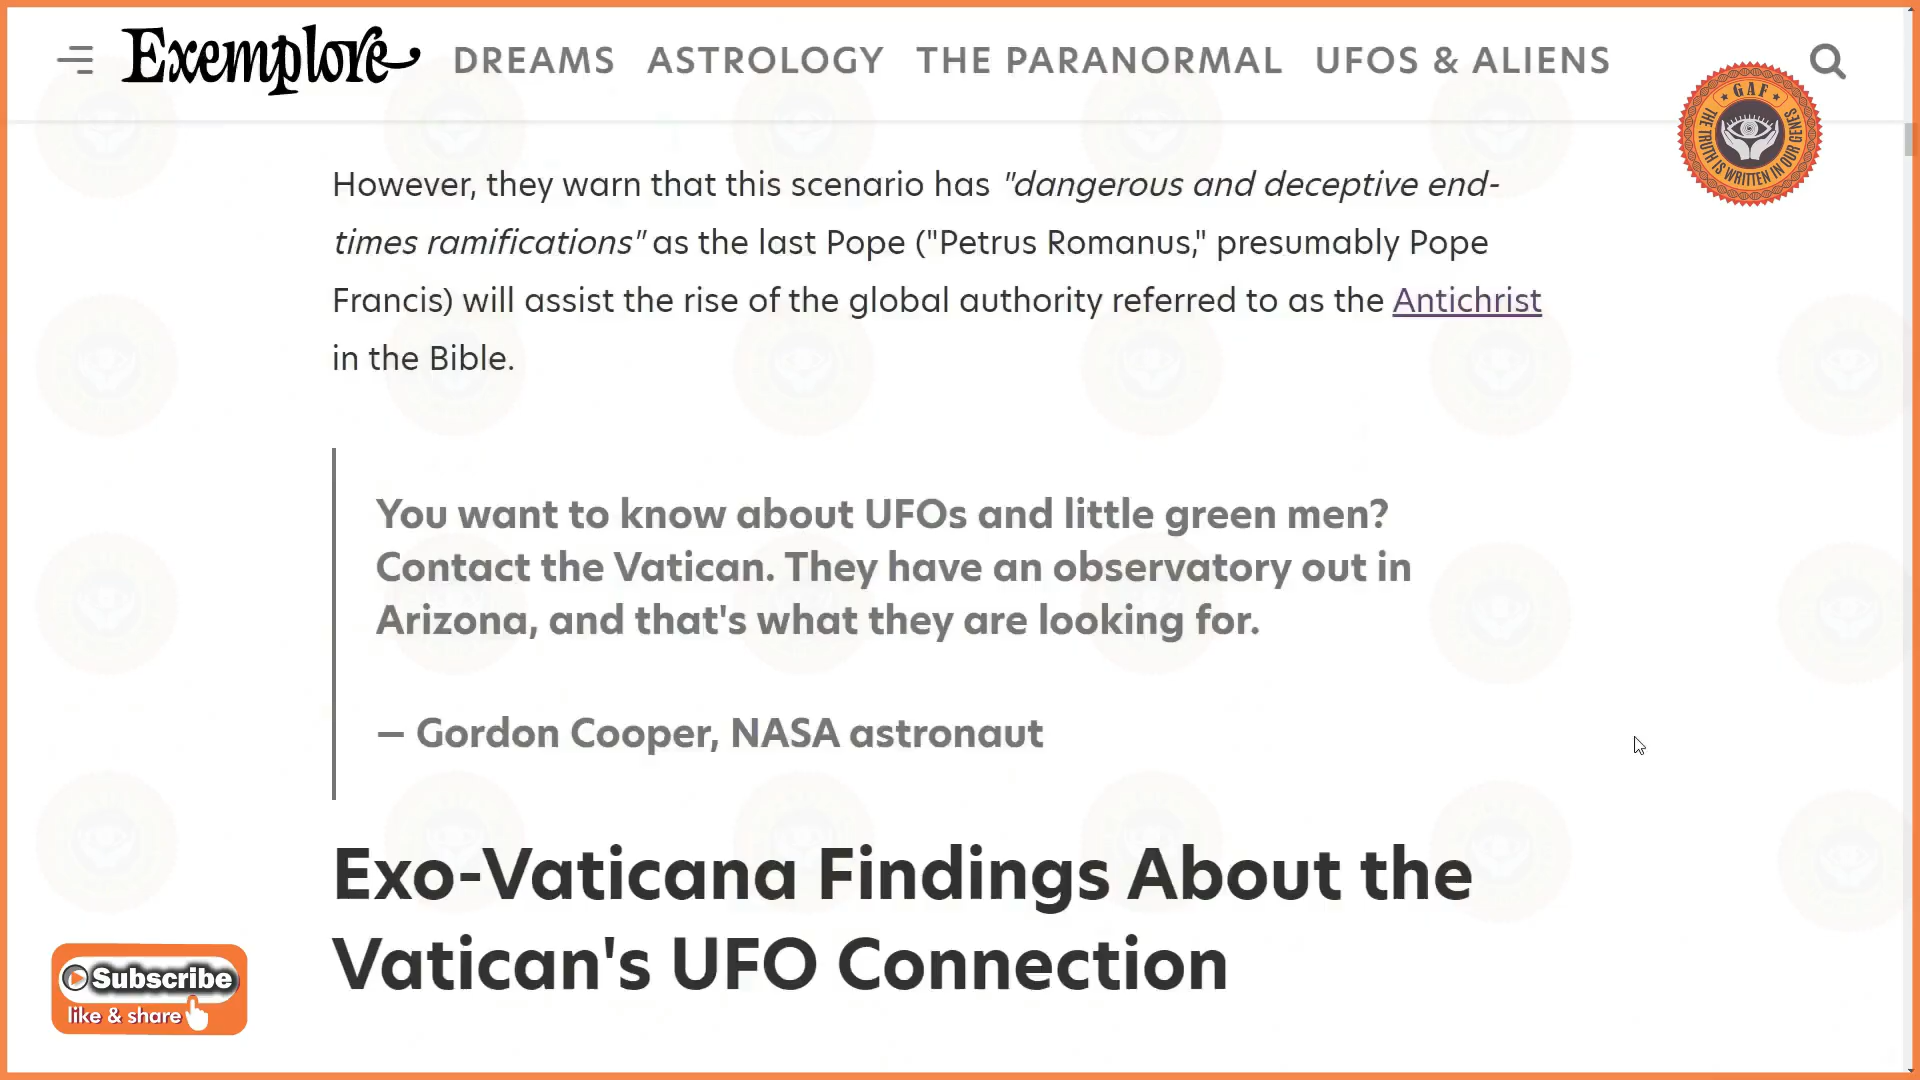 Exemplore DREAMS ASTROLOGY THE PARANORMAL UFOS & ALIENS
★ GAF ★
THE TRUTH IS WRITTEN IN OUR GENES
However, they warn that this scenario has "dangerous and deceptive end-
times ramifications" as the last Pope ("Petrus Romanus," presumably Pope
Francis) will assist the rise of the global authority referred to as the Antichrist
in the Bible.
You want to know about UFOs and little green men?
Contact the Vatican. They have an observatory out in
Arizona, and that's what they are looking for.
— Gordon Cooper, NASA astronaut
Exo-Vaticana Findings About the
Vatican's UFO Connection
Subscribe
like & share